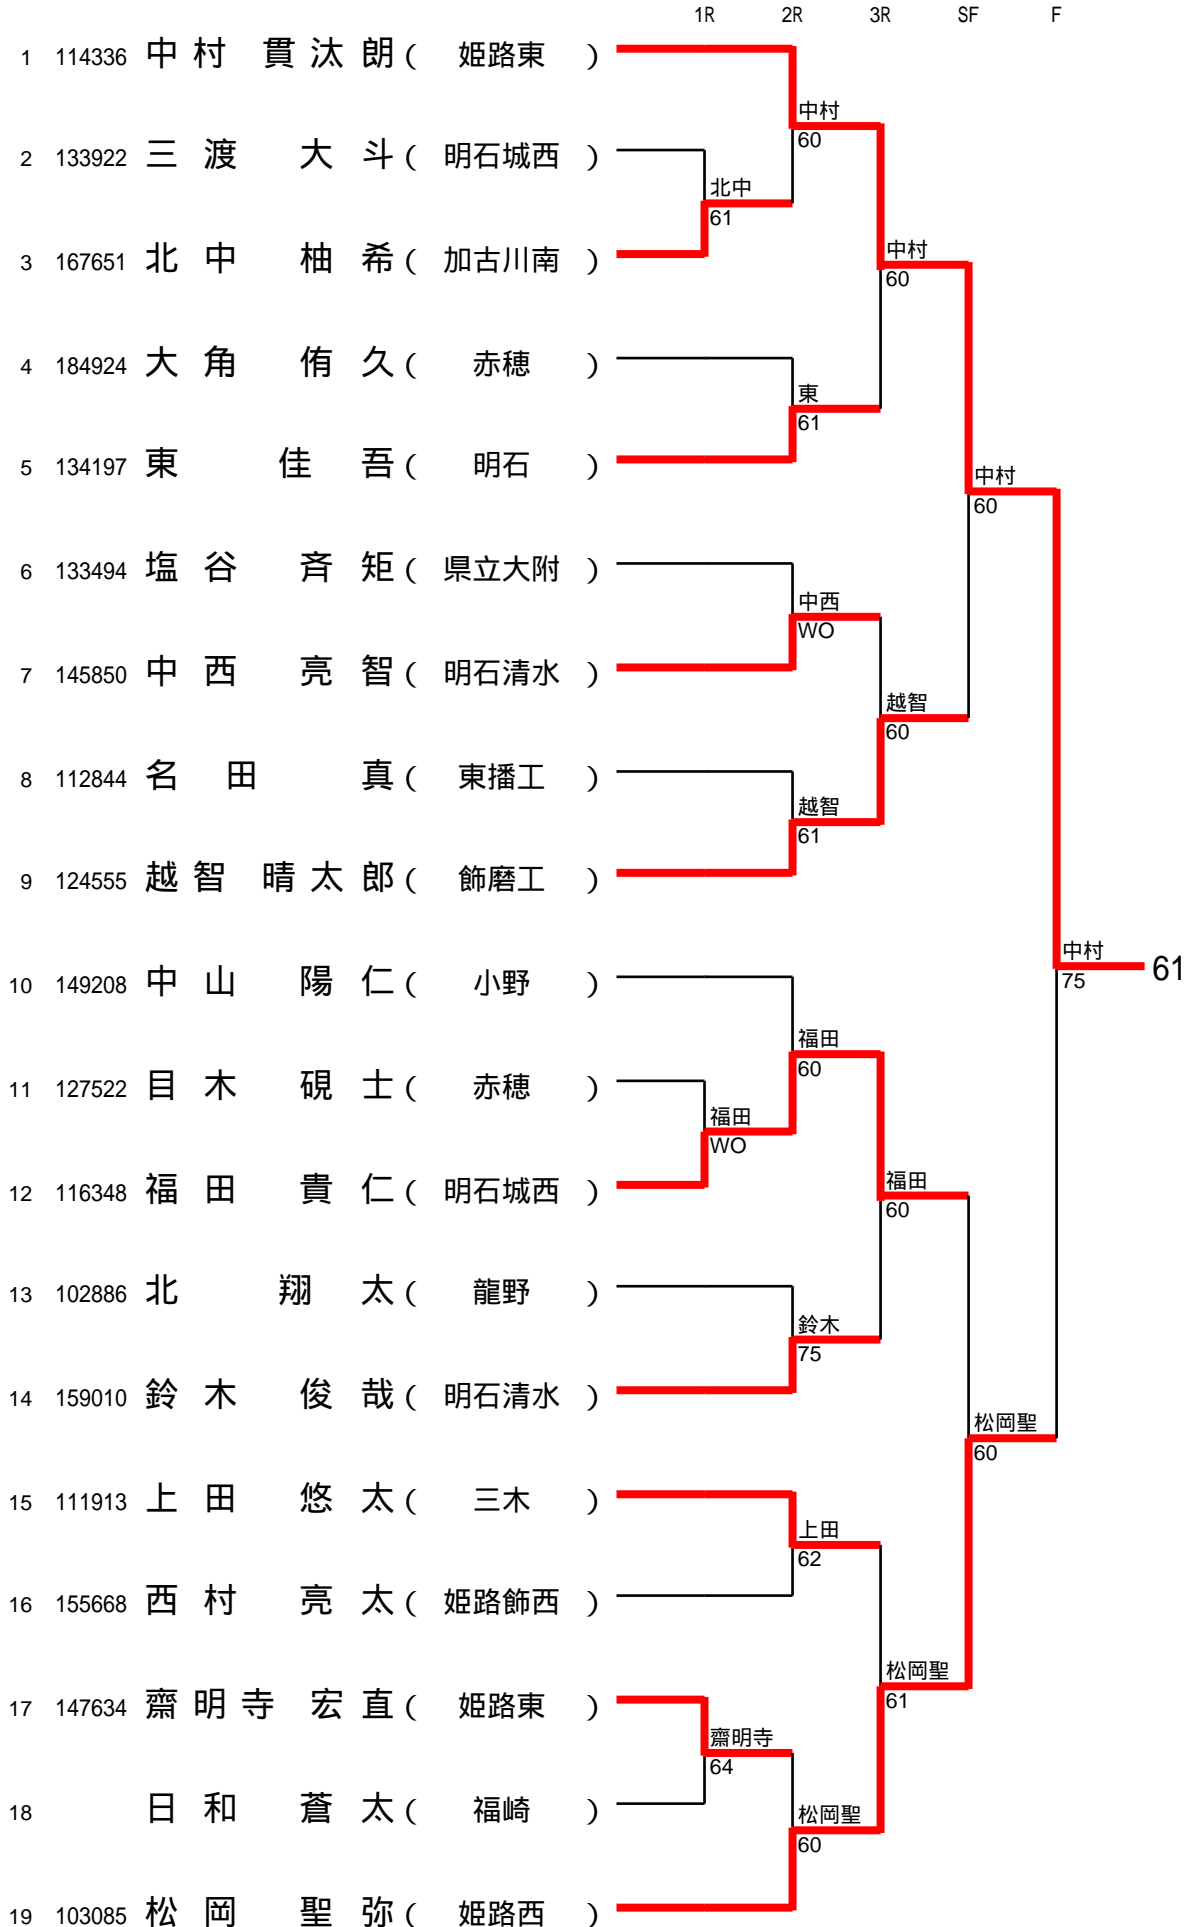 1R 2R 3R SF F
1 114336 中村 貫汰朗 ( 姫路東 )
中村
60
2 133922 三渡 大斗 ( 明石城西 )
北中
61
3 167651 北中 柚希 ( 加古川南 )
中村
60
4 184924 大角 侑久 ( 赤穂 )
東
61
5 134197 東 佳吾 ( 明石 )
中村
60
6 133494 塩谷 斉矩 ( 県立大附 )
中西
WO
7 145850 中西 亮智 ( 明石清水 )
越智
60
8 112844 名田 真 ( 東播工 )
越智
61
9 124555 越智 晴太郎 ( 飾磨工 )
中村
75
61
10 149208 中山 陽仁 ( 小野 )
福田
60
11 127522 目木 硯士 ( 赤穂 )
福田
WO
12 116348 福田 貴仁 ( 明石城西 )
福田
60
13 102886 北 翔太 ( 龍野 )
鈴木
75
14 159010 鈴木 俊哉 ( 明石清水 )
松岡聖
60
15 111913 上田 悠太 ( 三木 )
上田
62
16 155668 西村 亮太 ( 姫路飾西 )
松岡聖
61
17 147634 齋明寺 宏直 ( 姫路東 )
齋明寺
64
18 日和 蒼太 ( 福崎 )
松岡聖
60
19 103085 松岡 聖弥 ( 姫路西 )